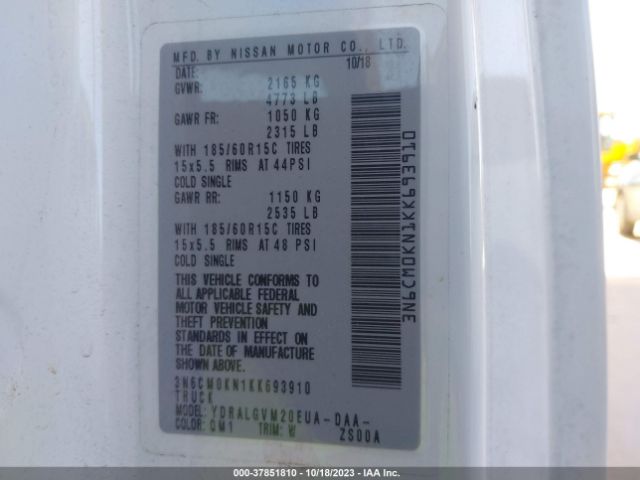 MFD. BY NISSAN MOTOR CO., LTD.
DATE: 10/18
GVWR: 2165 KG
4773 LB
GAWR FR: 1050 KG
2315 LB
WITH 185/60R15C TIRES
15x5.5 RIMS AT 44PSI
COLD SINGLE
GAWR RR: 1150 KG
2535 LB
WITH 185/60R15C TIRES
15x5.5 RIMS AT 48 PSI
COLD SINGLE
THIS VEHICLE CONFORMS TO
ALL APPLICABLE FEDERAL
MOTOR VEHICLE SAFETY AND
THEFT PREVENTION
STANDARDS IN EFFECT ON
THE DATE OF MANUFACTURE
SHOWN ABOVE.
3N6CM0KN1KK693910
TRUCK
MODEL: YDRALGVM20EUA-DAA-
COLOR: QM1 TRIM: W ZS00A
3N6CM0KN1KK693910
000-37851810 | 10/18/2023 - IAA Inc.